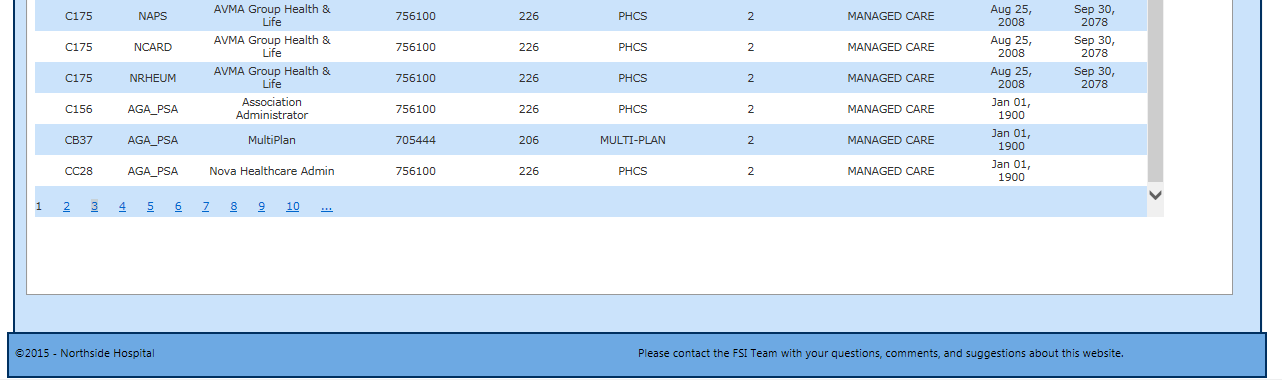 C175 NAPS AVMA Group Health & Life 756100 226 PHCS 2 MANAGED CARE Aug 25, 2008 Sep 30, 2078
C175 NCARD AVMA Group Health & Life 756100 226 PHCS 2 MANAGED CARE Aug 25, 2008 Sep 30, 2078
C175 NRHEUM AVMA Group Health & Life 756100 226 PHCS 2 MANAGED CARE Aug 25, 2008 Sep 30, 2078
C156 AGA_PSA Association Administrator 756100 226 PHCS 2 MANAGED CARE Jan 01, 1900
CB37 AGA_PSA MultiPlan 705444 206 MULTI-PLAN 2 MANAGED CARE Jan 01, 1900
CC28 AGA_PSA Nova Healthcare Admin 756100 226 PHCS 2 MANAGED CARE Jan 01, 1900
1 2 3 4 5 6 7 8 9 10 ...
©2015 - Northside Hospital Please contact the FSI Team with your questions, comments, and suggestions about this website.